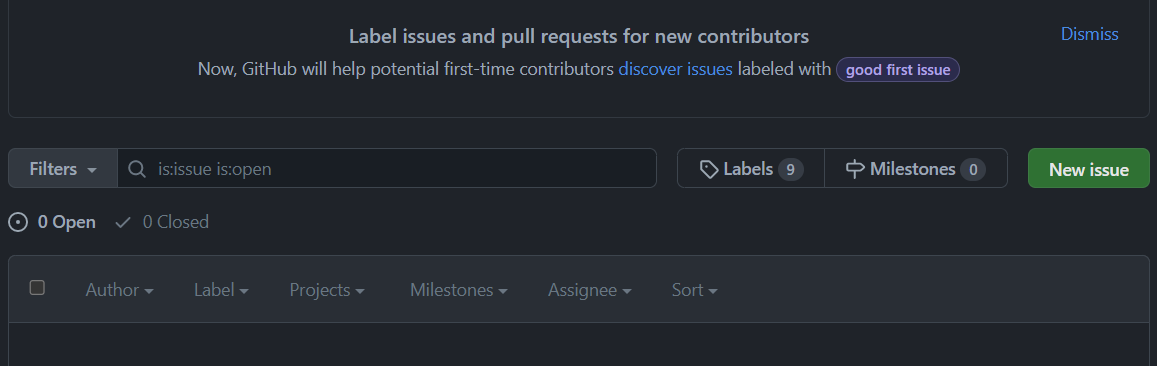 Label issues and pull requests for new contributors
Dismiss
Now, GitHub will help potential first-time contributors discover issues labeled with good first issue
Filters is:issue is:open Labels 9 Milestones 0 New issue
0 Open 0 Closed
Author Label Projects Milestones Assignee Sort